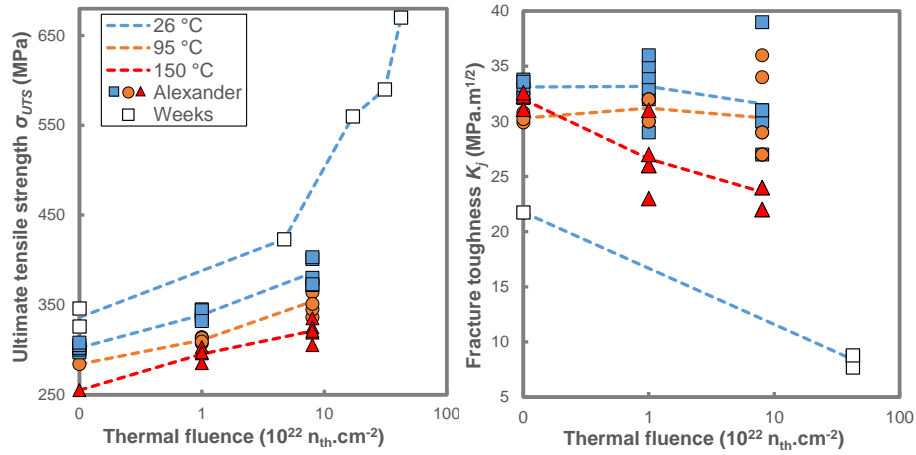 Ultimate tensile strength σUTS (MPa)
650
550
450
350
250
26 °C
95 °C
150 °C
Alexander
Weeks
0
1
10
100
Thermal fluence (10²² nth.cm⁻²)
Fracture toughness Kj (MPa.m¹/²)
40
35
30
25
20
15
10
5
0
1
10
100
Thermal fluence (10²² nth.cm⁻²)